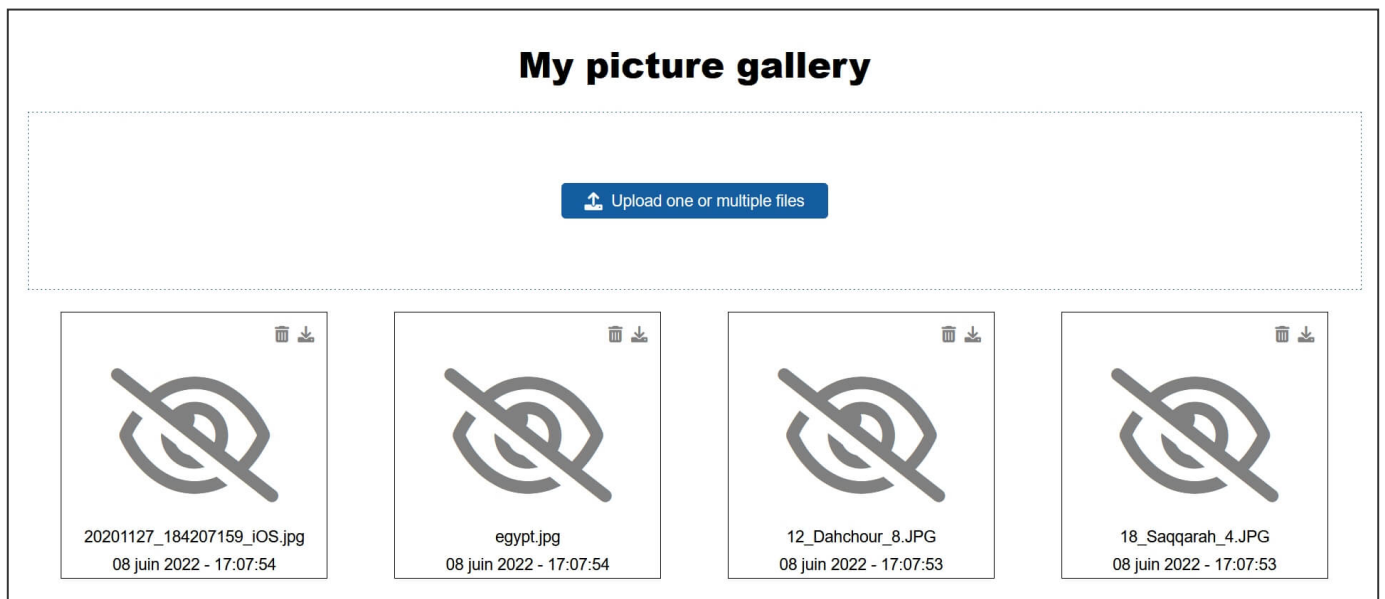 My picture gallery
Upload one or multiple files
20201127_184207159_iOS.jpg
08 juin 2022 - 17:07:54
egypt.jpg
08 juin 2022 - 17:07:54
12_Dahchour_8.JPG
08 juin 2022 - 17:07:53
18_Saqqarah_4.JPG
08 juin 2022 - 17:07:53